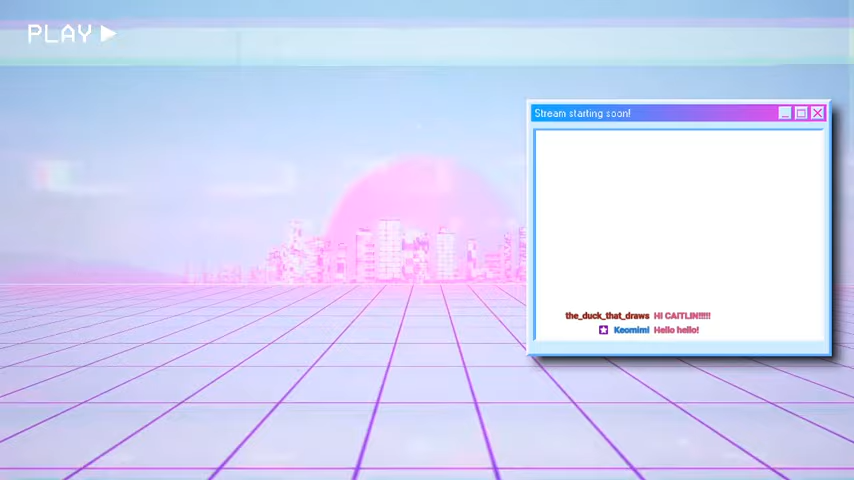 PLAY
Stream starting soon!
the_duck_that_draws HI CAITLIN!!!!!
Keomimi Hello hello!